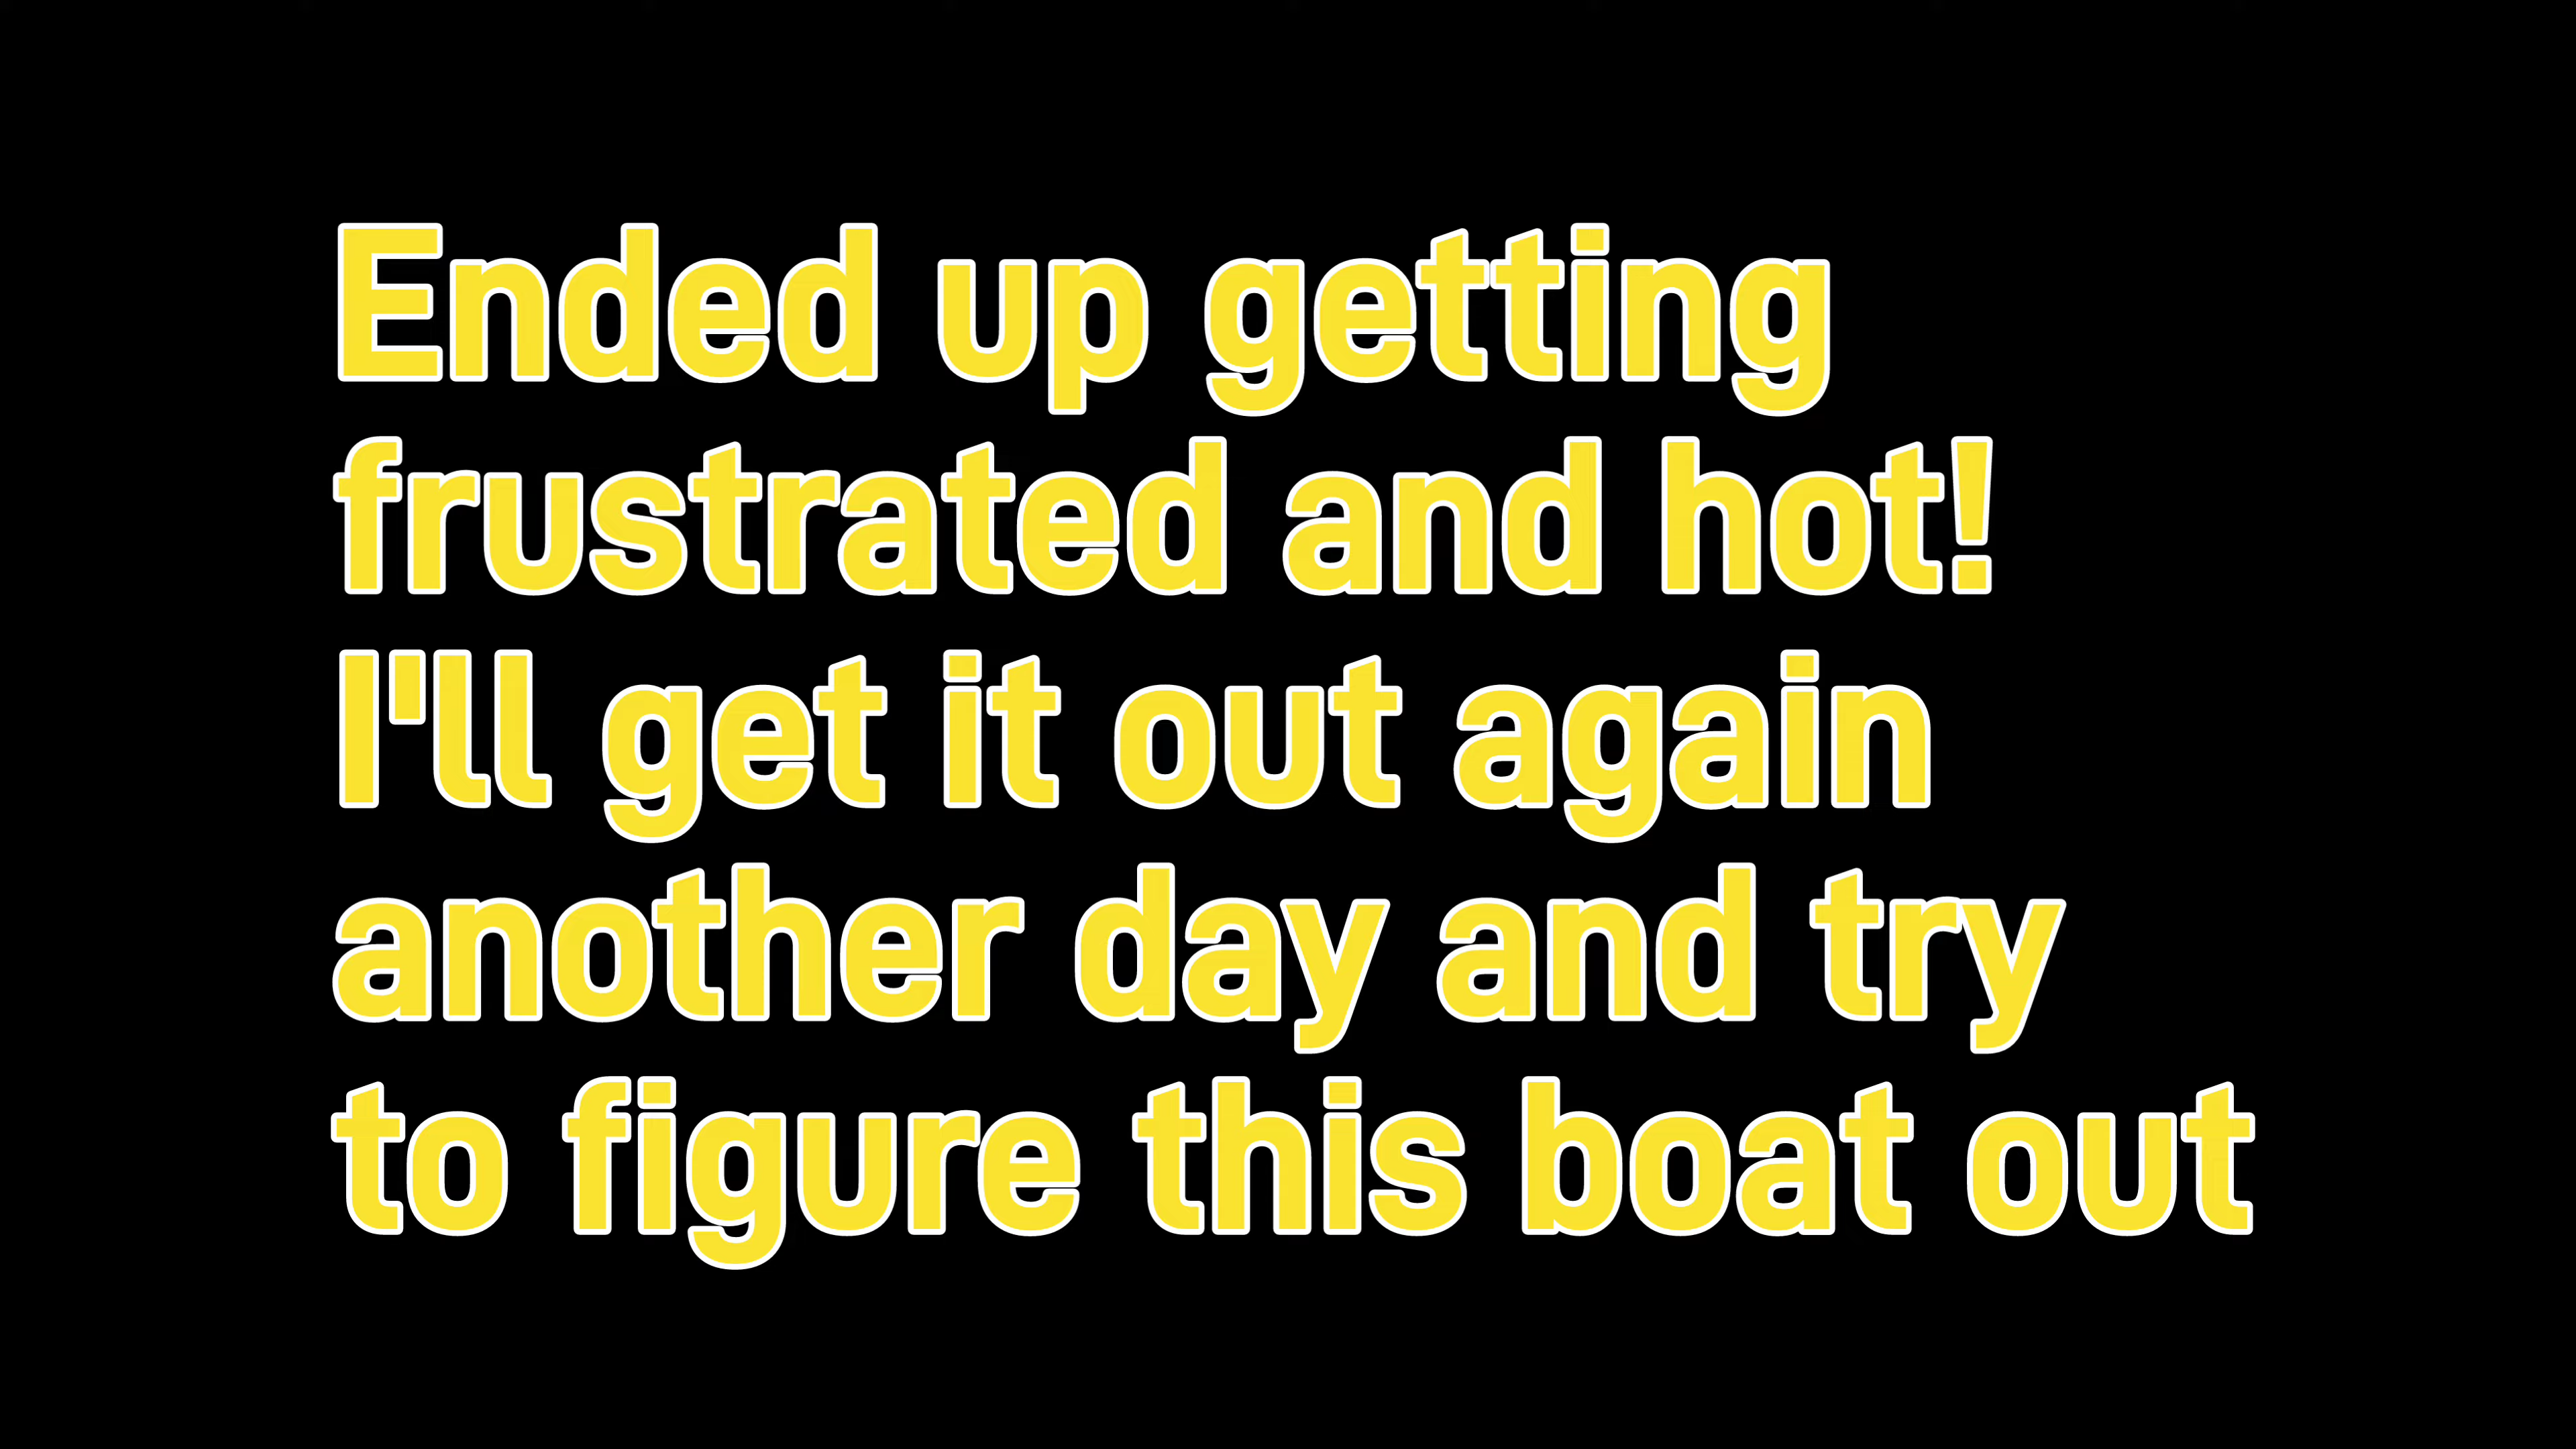 Ended up getting
frustrated and hot!
I'll get it out again
another day and try
to figure this boat out